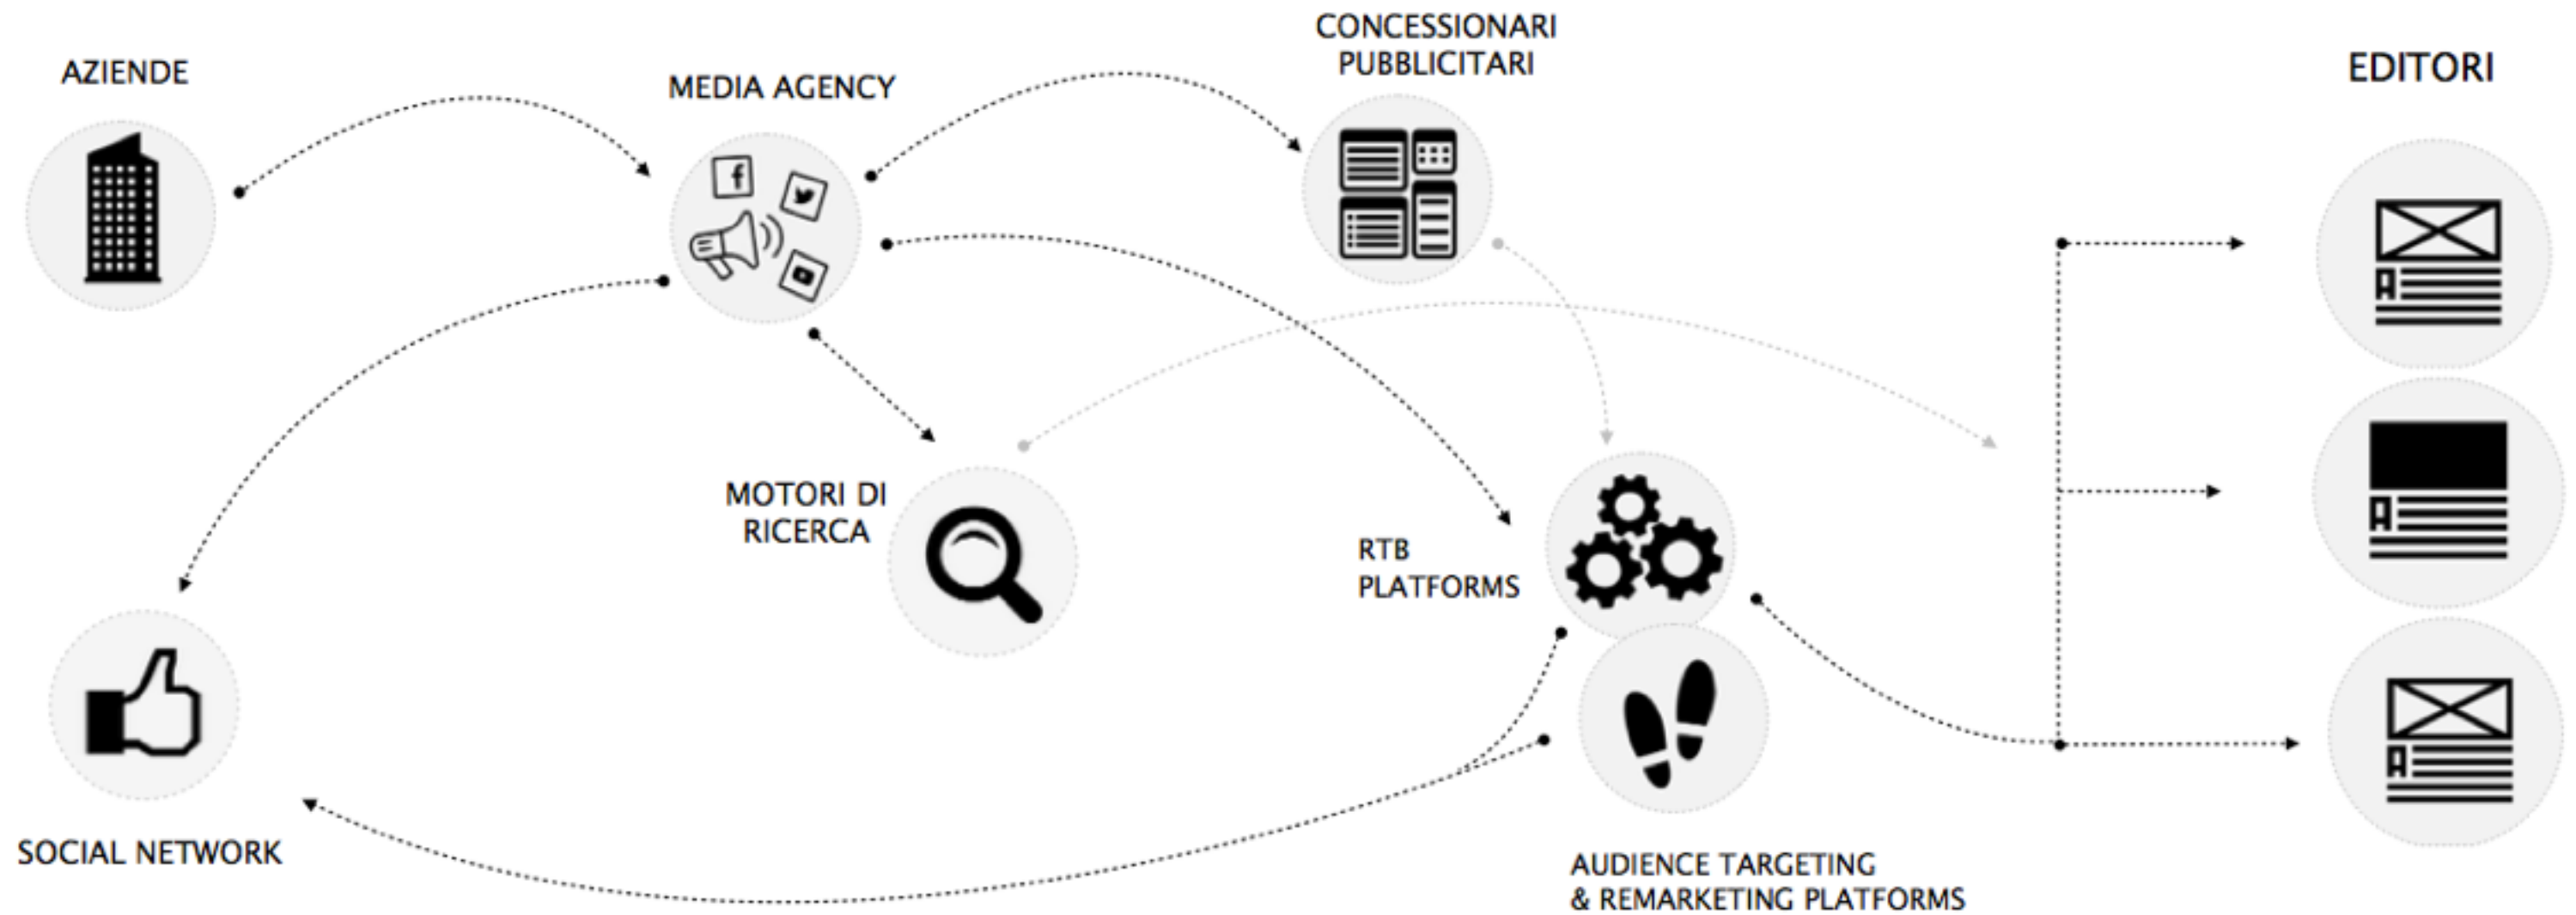 AZIENDE
MEDIA AGENCY
CONCESSIONARI
PUBBLICITARI
EDITORI
MOTORI DI
RICERCA
RTB
PLATFORMS
SOCIAL NETWORK
AUDIENCE TARGETING
& REMARKETING PLATFORMS